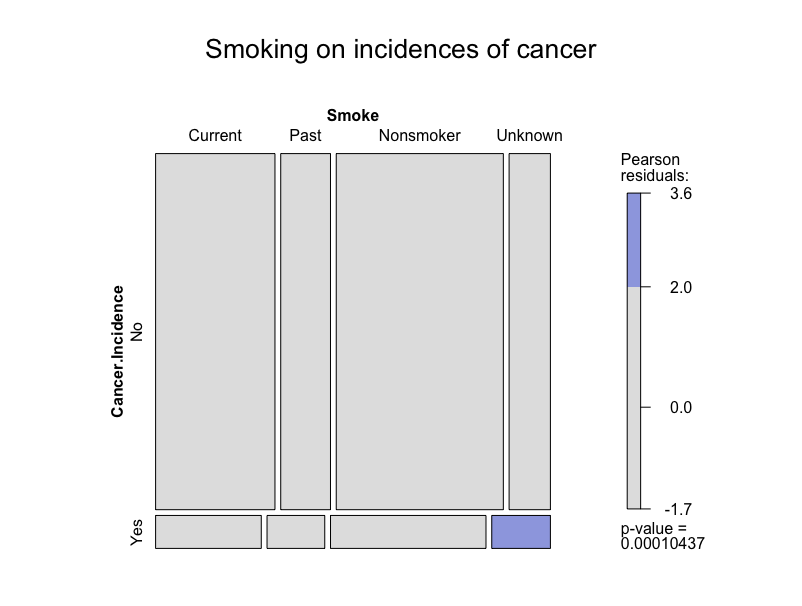 Smoking on incidences of cancer
Smoke
Current Past Nonsmoker Unknown
Cancer.Incidence
No
Yes
Pearson
residuals:
3.6
2.0
0.0
-1.7
p-value =
0.00010437